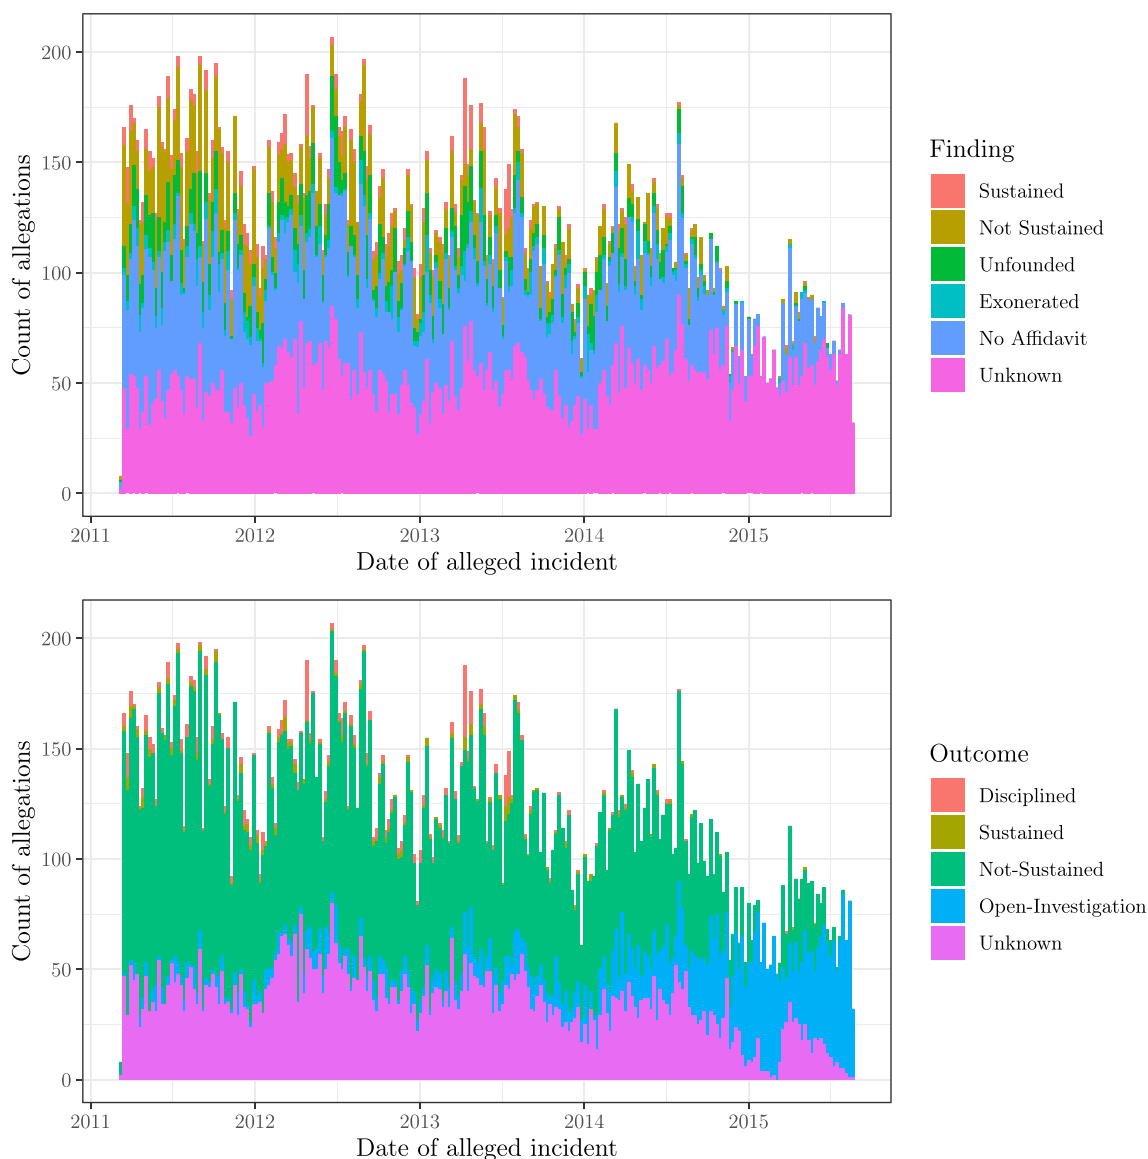 200
150
100
50
0
Count of allegations
2011 2012 2013 2014 2015
Date of alleged incident
Finding
Sustained
Not Sustained
Unfounded
Exonerated
No Affidavit
Unknown
200
150
100
50
0
Count of allegations
2011 2012 2013 2014 2015
Date of alleged incident
Outcome
Disciplined
Sustained
Not-Sustained
Open-Investigation
Unknown